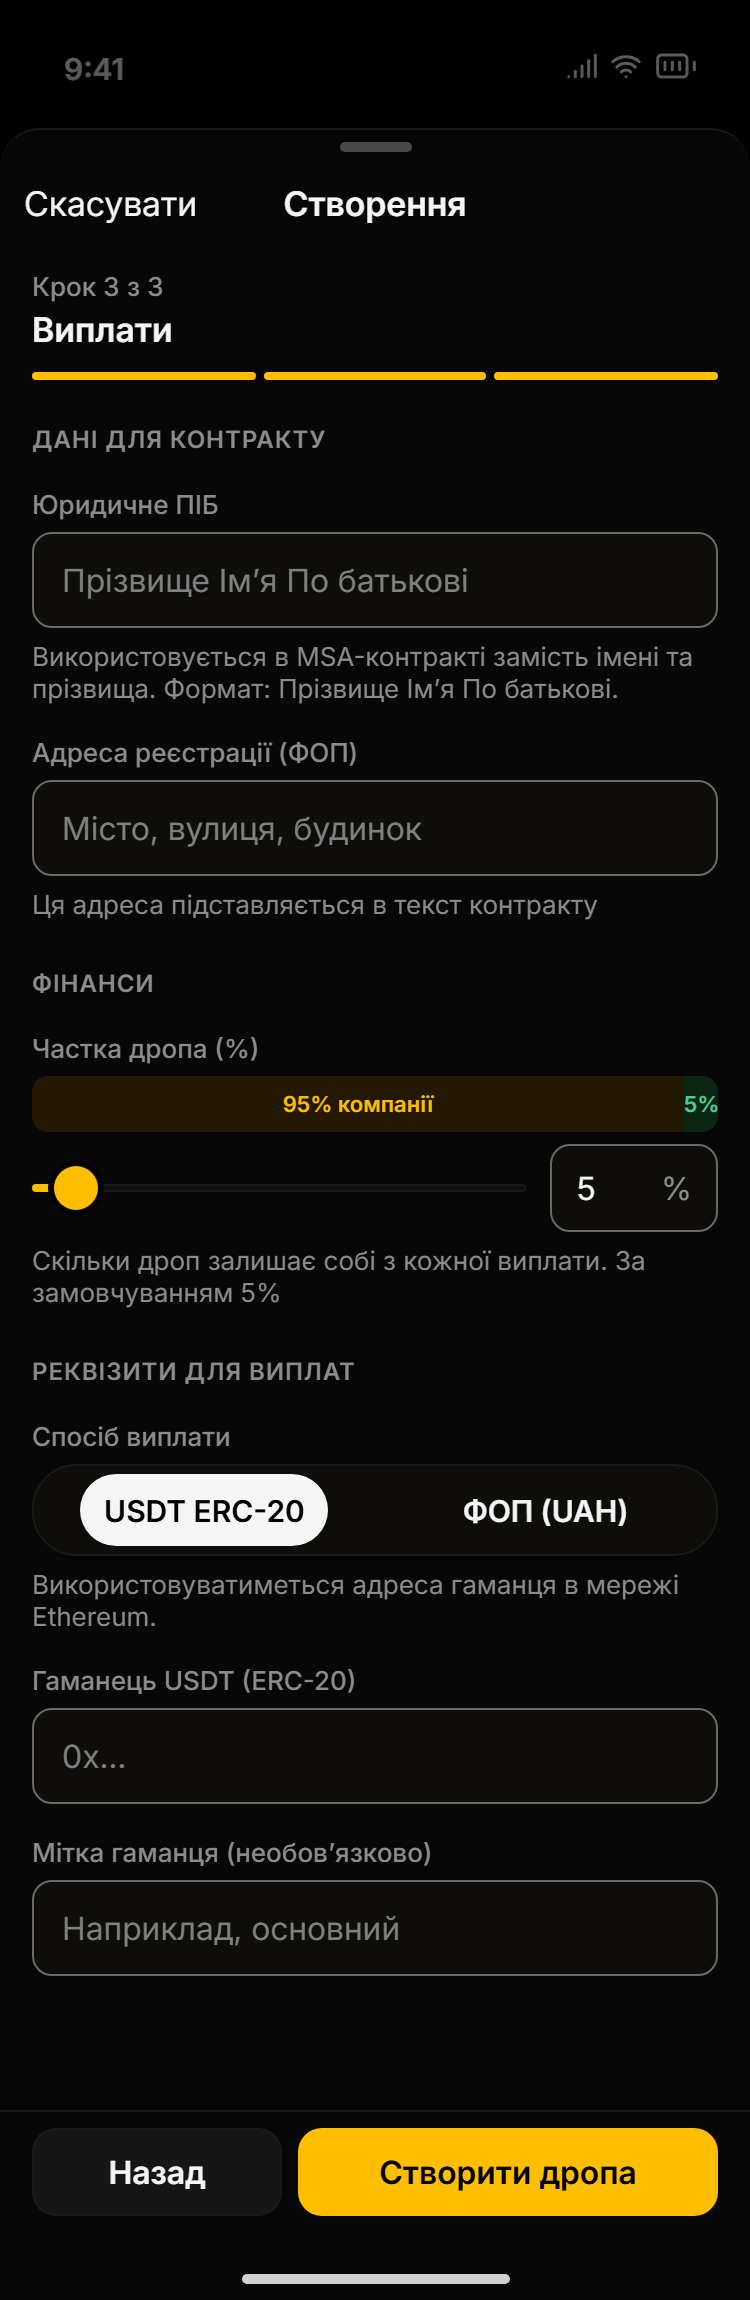 9:41
Скасувати
Створення
Крок 3 з 3
Виплати
ДАНІ ДЛЯ КОНТРАКТУ
Юридичне ПІБ
Прізвище Ім’я По батькові
Використовується в MSA-контракті замість імені та
прізвища. Формат: Прізвище Ім’я По батькові.
Адреса реєстрації (ФОП)
Місто, вулиця, будинок
Ця адреса підставляється в текст контракту
ФІНАНСИ
Частка дропа (%)
95% компанії
5%
5 %
Скільки дроп залишає собі з кожної виплати. За
замовчуванням 5%
РЕКВІЗИТИ ДЛЯ ВИПЛАТ
Спосіб виплати
USDT ERC-20
ФОП (UAH)
Використовуватиметься адреса гаманця в мережі
Ethereum.
Гаманець USDT (ERC-20)
0x...
Мітка гаманця (необов’язково)
Наприклад, основний
Назад
Створити дропа